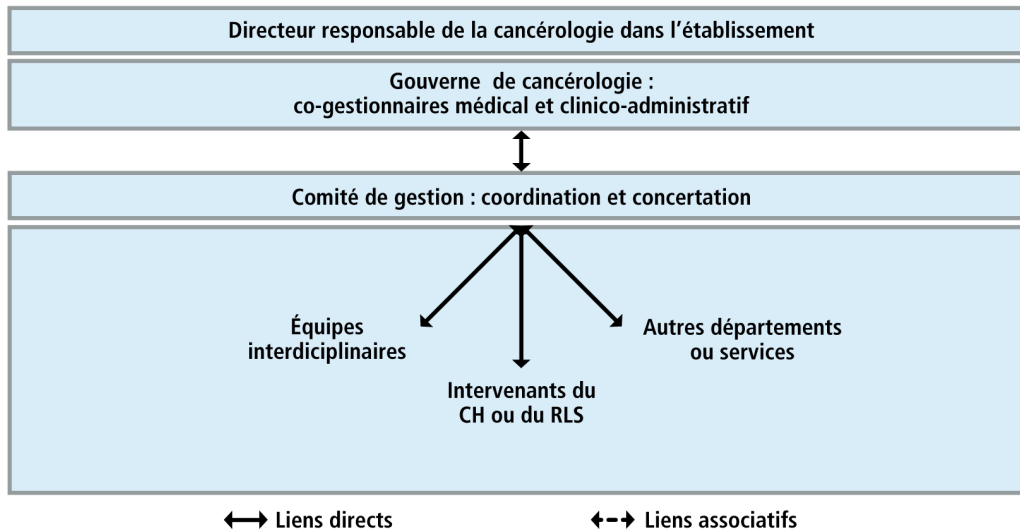 Directeur responsable de la cancérologie dans l'établissement
Gouverne de cancérologie :
co-gestionnaires médical et clinico-administratif
Comité de gestion : coordination et concertation
Équipes
interdiciplinaires
Autres départements
ou services
Intervenants du
CH ou du RLS
Liens directs
Liens associatifs